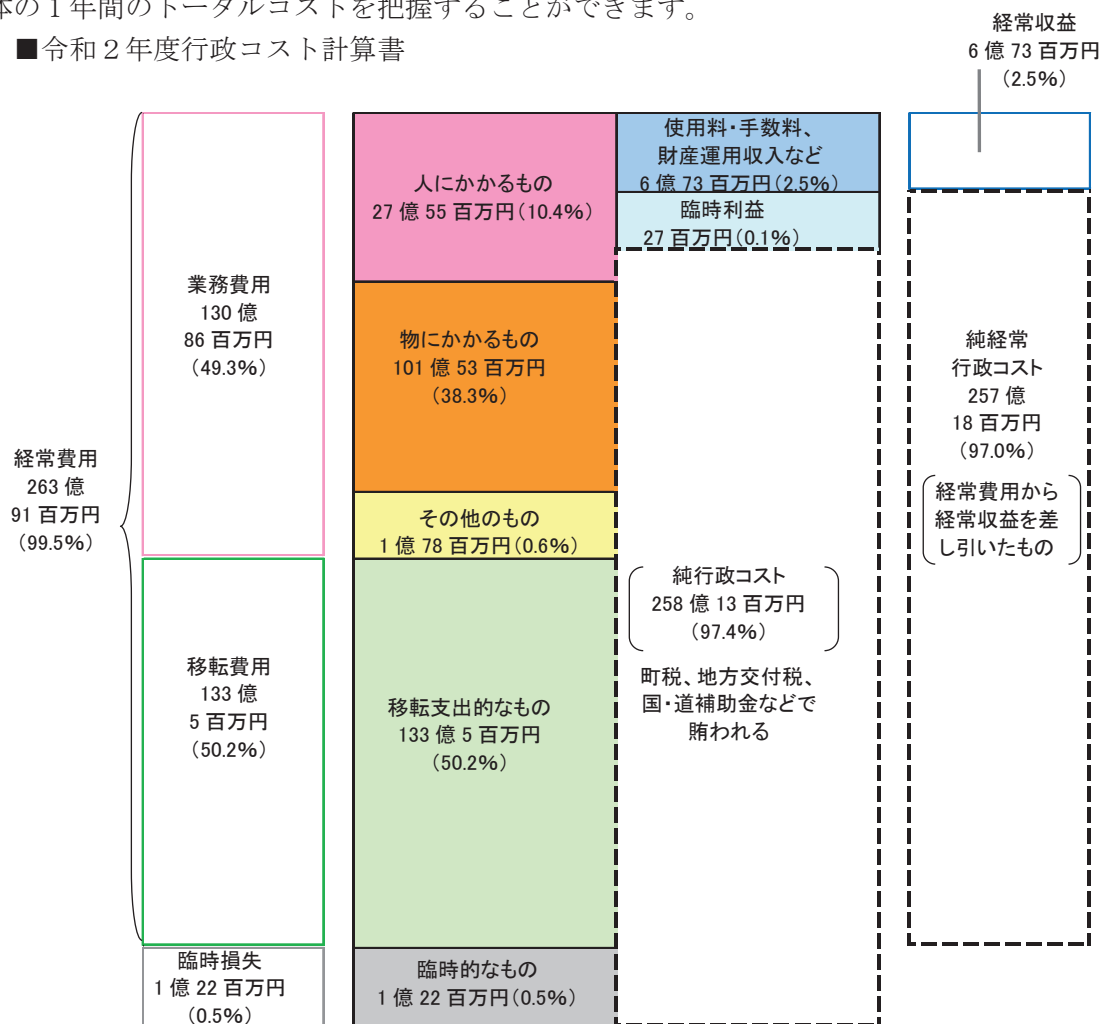 体の１年間のトータルコストを把握することができます。
■令和２年度行政コスト計算書
経常収益
6 億 73 百万円
（2.5%）
経常費用
263 億
91 百万円
（99.5%）
業務費用
130 億
86 百万円
（49.3%）
移転費用
133 億
5 百万円
（50.2%）
臨時損失
1 億 22 百万円
（0.5%）
人にかかるもの
27 億 55 百万円（10.4%）
物にかかるもの
101 億 53 百万円
（38.3%）
その他のもの
1 億 78 百万円（0.6%）
移転支出的なもの
133 億 5 百万円
（50.2%）
臨時的なもの
1 億 22 百万円（0.5%）
使用料・手数料、
財産運用収入など
6 億 73 百万円（2.5%）
臨時利益
27 百万円（0.1%）
純行政コスト
258 億 13 百万円
（97.4%）
町税、地方交付税、
国・道補助金などで
賄われる
純経常
行政コスト
257 億
18 百万円
（97.0%）
経常費用から
経常収益を差
し引いたもの